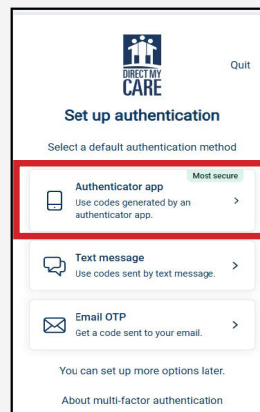 DIRECT MY
CARE
Quit
Set up authentication
Select a default authentication method
Most secure
Authenticator app
Use codes generated by an
authenticator app.
Text message
Use codes sent by text message.
Email OTP
Get a code sent to your email.
You can set up more options later.
About multi-factor authentication